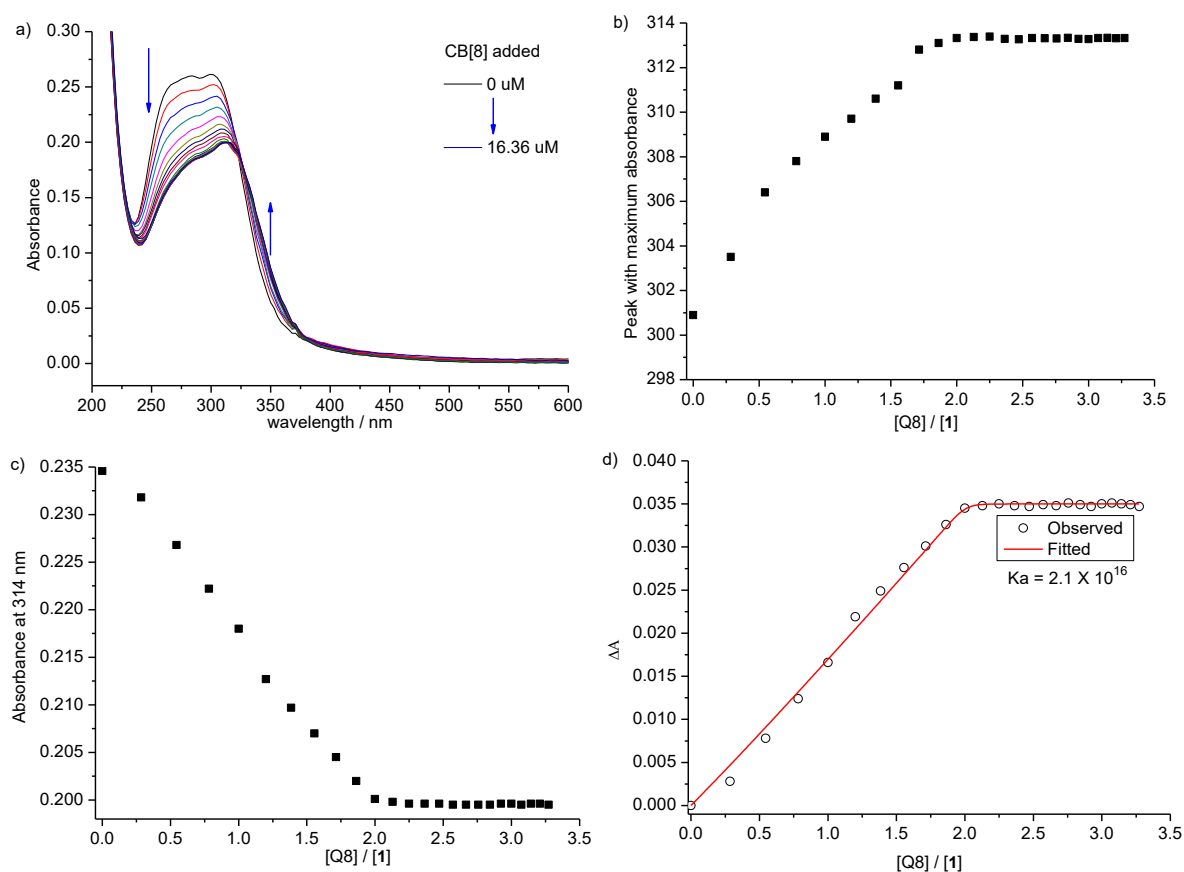 a)
CB[8] added
0 uM
16.36 uM
0.30
0.25
0.20
0.15
0.10
0.05
0.00
Absorbance
200 250 300 350 400 450 500 550 600
wavelength / nm
b)
314
312
310
308
306
304
302
300
298
Peak with maximum absorbance
0.0 0.5 1.0 1.5 2.0 2.5 3.0 3.5
[Q8] / [1]
c)
0.235
0.230
0.225
0.220
0.215
0.210
0.205
0.200
Absorbance at 314 nm
0.0 0.5 1.0 1.5 2.0 2.5 3.0 3.5
[Q8] / [1]
d)
0.040
0.035
0.030
0.025
0.020
0.015
0.010
0.005
0.000
ΔA
Observed
Fitted
Ka = 2.1 X 10^16
0.0 0.5 1.0 1.5 2.0 2.5 3.0 3.5
[Q8] / [1]